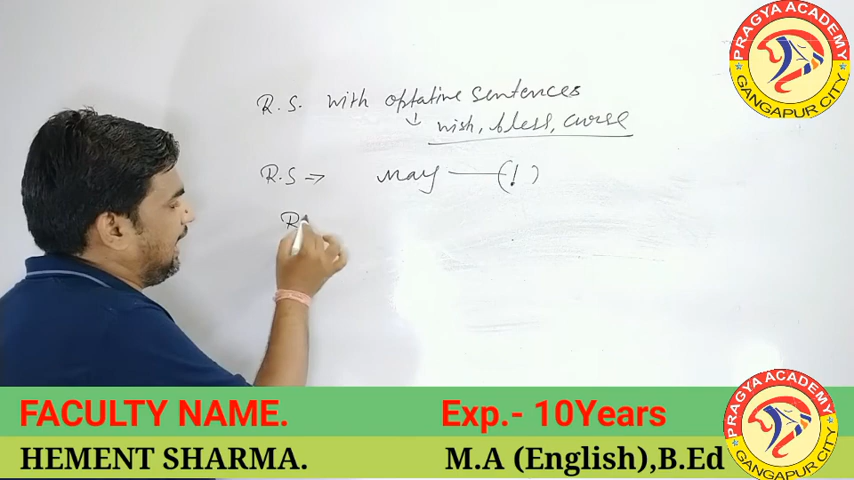 R.S. with optative sentences
wish, bless, curse
R.S => May —— (!)
R
FACULTY NAME. Exp.- 10Years
HEMENT SHARMA. M.A (English),B.Ed
PRAGYA ACADEMY
GANGAPUR CITY
PRAGYA ACADEMY
GANGAPUR CITY